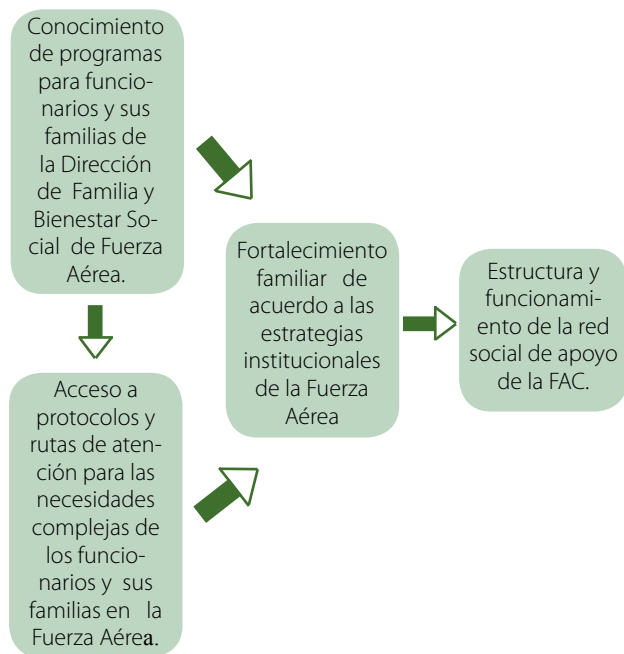 Conocimiento
de programas
para funcio-
narios y sus
familias de
la Dirección
de Familia y
Bienestar So-
cial de Fuerza
Aérea.
Acceso a
protocolos y
rutas de aten-
ción para las
necesidades
complejas de
los funcio-
narios y sus
familias en la
Fuerza Aérea.
Fortalecimiento
familiar de
acuerdo a las
estrategias
institucionales
de la Fuerza
Aérea
Estructura y
funcionami-
ento de la red
social de apoyo
de la FAC.